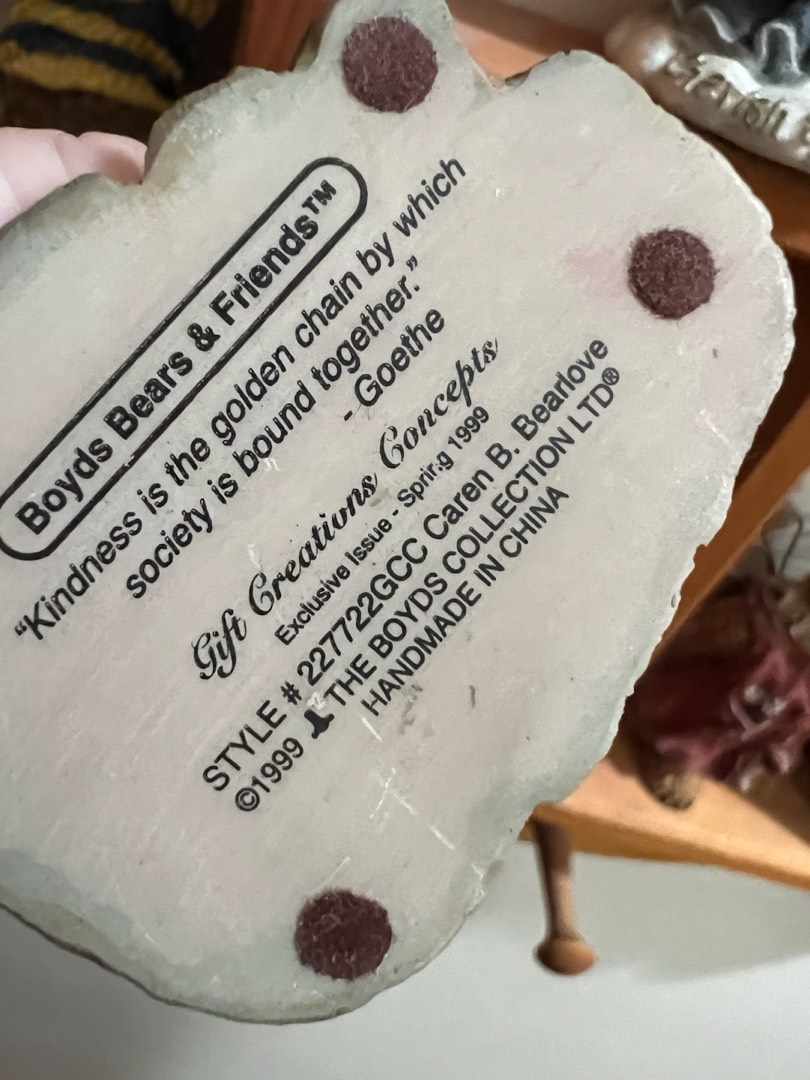 Boyds Bears & Friends™
"Kindness is the golden chain by which
society is bound together."
- Goethe
Gift Creations Concepts
Exclusive Issue - Spring 1999
STYLE # 227722GCC Caren B. Bearlove
©1999 THE BOYDS COLLECTION LTD®
HANDMADE IN CHINA